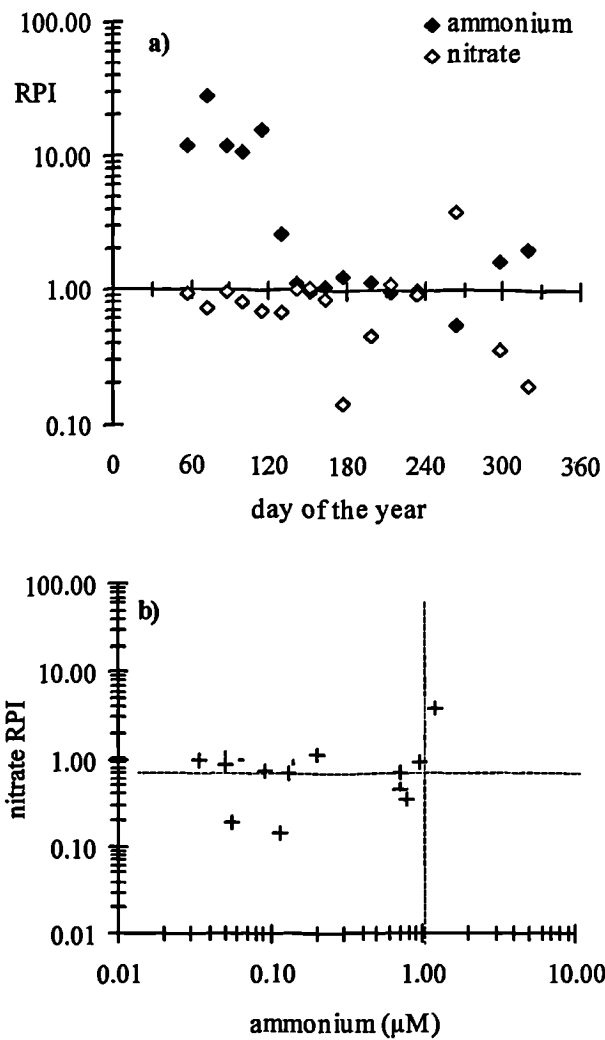 100.00
a)
◆ ammonium
◇ nitrate
RPI
10.00
1.00
0.10
0 60 120 180 240 300 360
day of the year
100.00
b)
10.00
nitrate RPI
1.00
0.10
0.01
0.01 0.10 1.00 10.00
ammonium (µM)